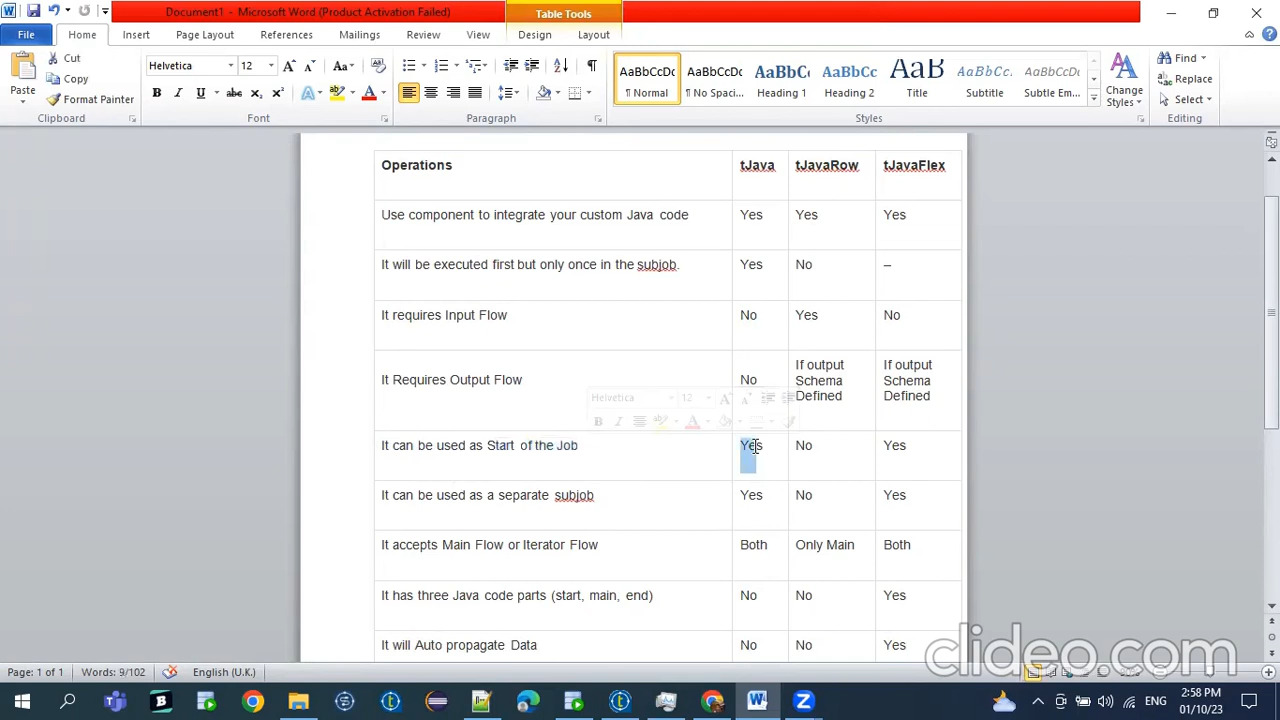 Document1 - Microsoft Word (Product Activation Failed)
Table Tools
File Home Insert Page Layout References Mailings Review View Design Layout
Paste
Cut
Copy
Format Painter
Clipboard
Helvetica 12
Font
Paragraph
AaBbCcDc AaBbCcDc AaBbCc AaBbCc AaB AaBbCcD AaBbCcDc
¶ Normal ¶ No Spaci... Heading 1 Heading 2 Title Subtitle Subtle Em...
Change Styles
Styles
Find
Replace
Select
Editing
Operations tJava tJavaRow tJavaFlex
Use component to integrate your custom Java code Yes Yes Yes
It will be executed first but only once in the subjob. Yes No –
It requires Input Flow No Yes No
It Requires Output Flow No If output Schema Defined If output Schema Defined
Helvetica 12
It can be used as Start of the Job Yes No Yes
It can be used as a separate subjob Yes No Yes
It accepts Main Flow or Iterator Flow Both Only Main Both
It has three Java code parts (start, main, end) No No Yes
It will Auto propagate Data No No Yes
clideo.com
Page: 1 of 1 Words: 9/102 English (U.K.)
ENG
2:58 PM
01/10/23